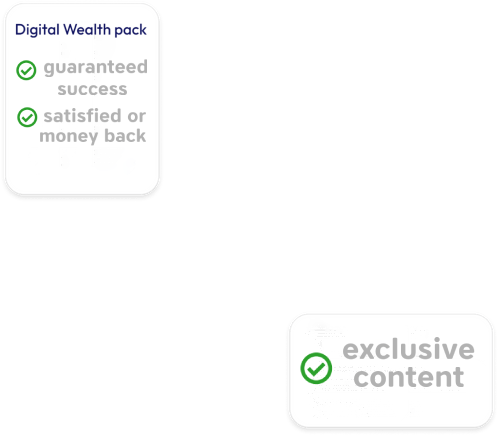 Digital Wealth pack
guaranteed
success
satisfied or
money back
exclusive
content